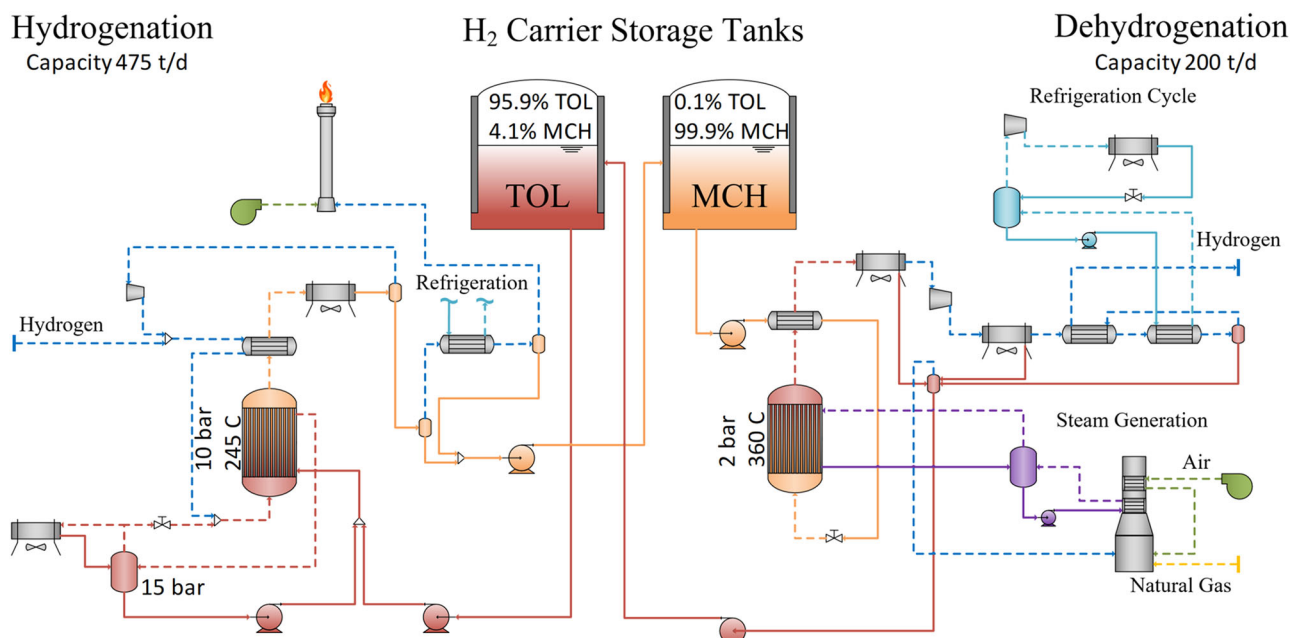 Hydrogenation
Capacity 475 t/d
H₂ Carrier Storage Tanks
Dehydrogenation
Capacity 200 t/d
Refrigeration Cycle
95.9% TOL
4.1% MCH
TOL
0.1% TOL
99.9% MCH
MCH
Hydrogen
Refrigeration
Hydrogen
10 bar
245 C
15 bar
2 bar
360 C
Steam Generation
Air
Natural Gas